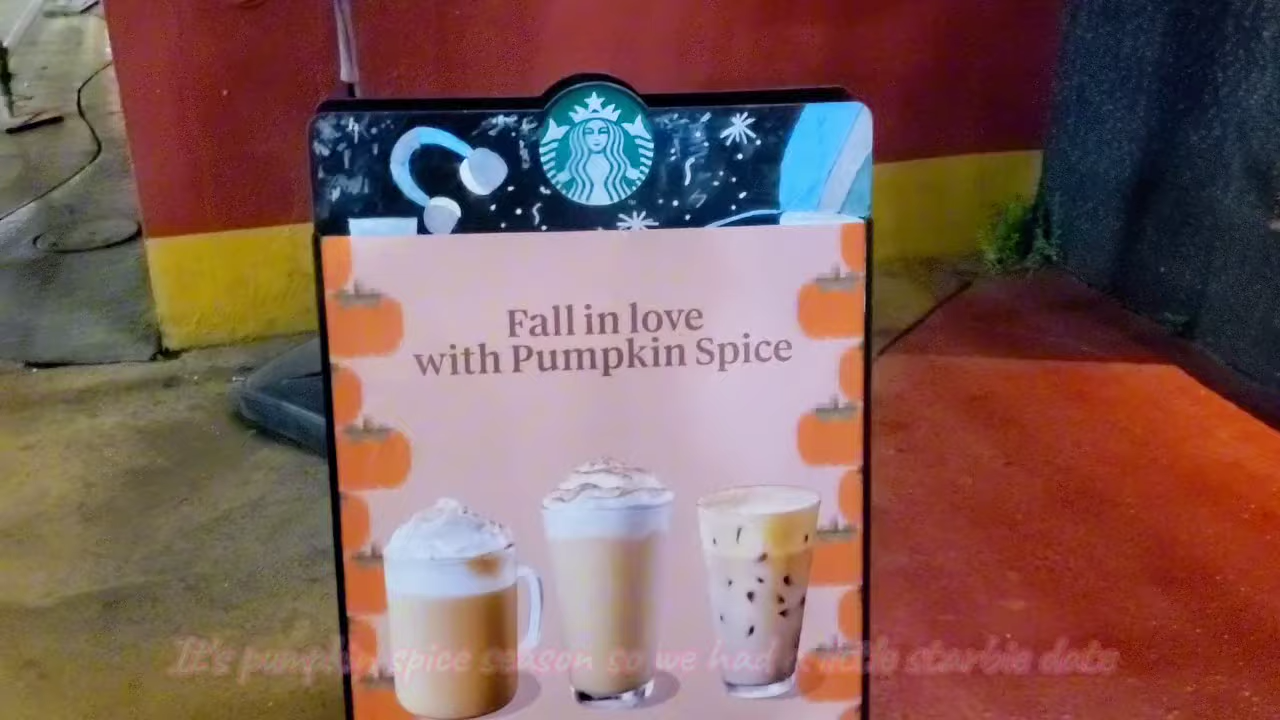 Fall in love
with Pumpkin Spice
It's pumpkin spice season so we had a little starbie date